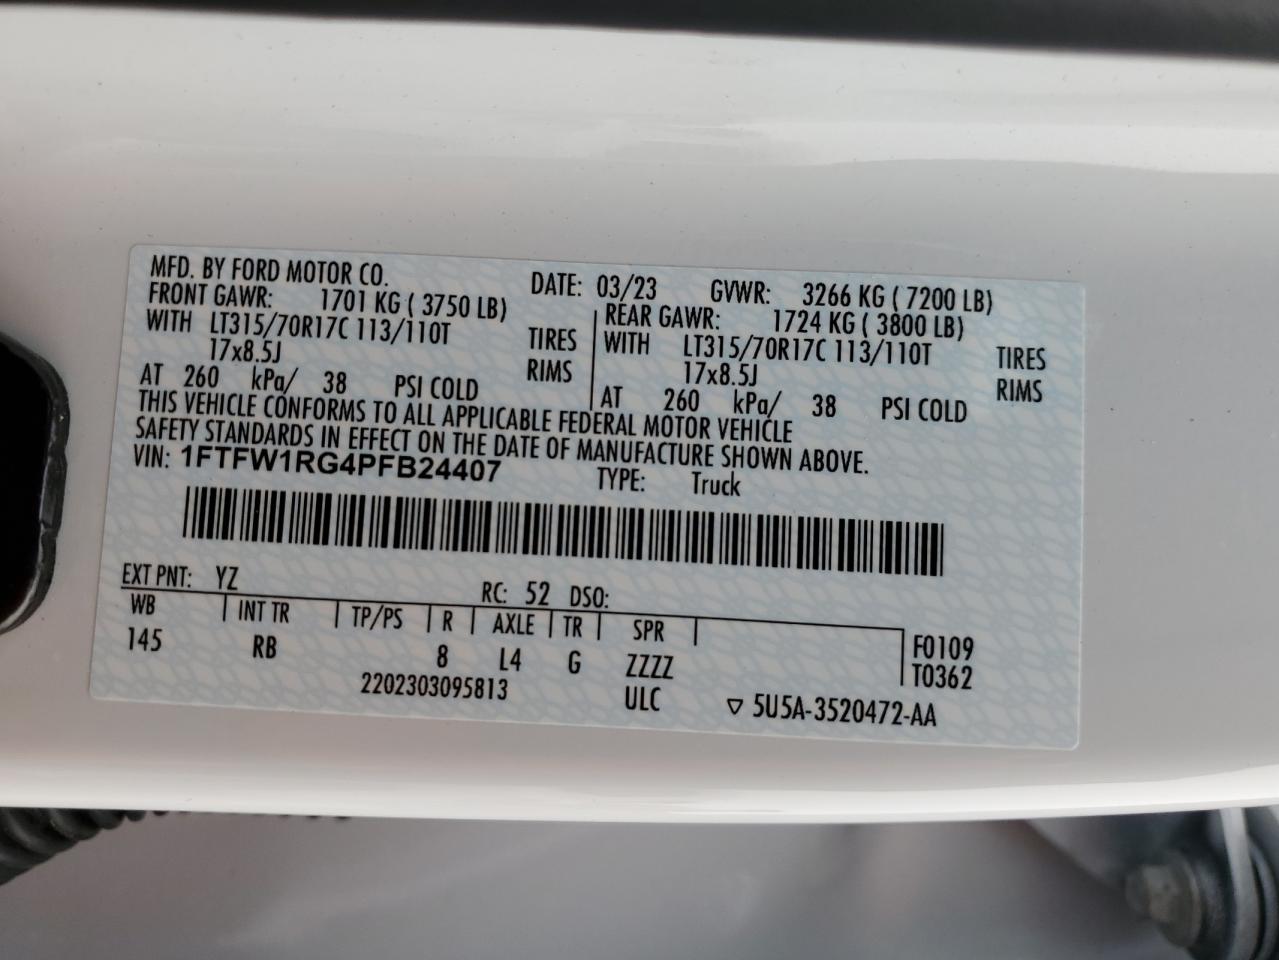 MFD. BY FORD MOTOR CO. DATE: 03/23 GVWR: 3266 KG ( 7200 LB)
FRONT GAWR: 1701 KG ( 3750 LB) REAR GAWR: 1724 KG ( 3800 LB)
WITH LT315/70R17C 113/110T TIRES WITH LT315/70R17C 113/110T TIRES
17x8.5J RIMS 17x8.5J RIMS
AT 260 kPa/ 38 PSI COLD AT 260 kPa/ 38 PSI COLD
THIS VEHICLE CONFORMS TO ALL APPLICABLE FEDERAL MOTOR VEHICLE
SAFETY STANDARDS IN EFFECT ON THE DATE OF MANUFACTURE SHOWN ABOVE.
VIN: 1FTFW1RG4PFB24407 TYPE: Truck
EXT PNT: YZ RC: 52 DSO:
WB INT TR TP/PS R AXLE TR SPR F0109
145 RB 8 L4 G ZZZZ T0362
2202303095813 ULC ▽ 5U5A-3520472-AA